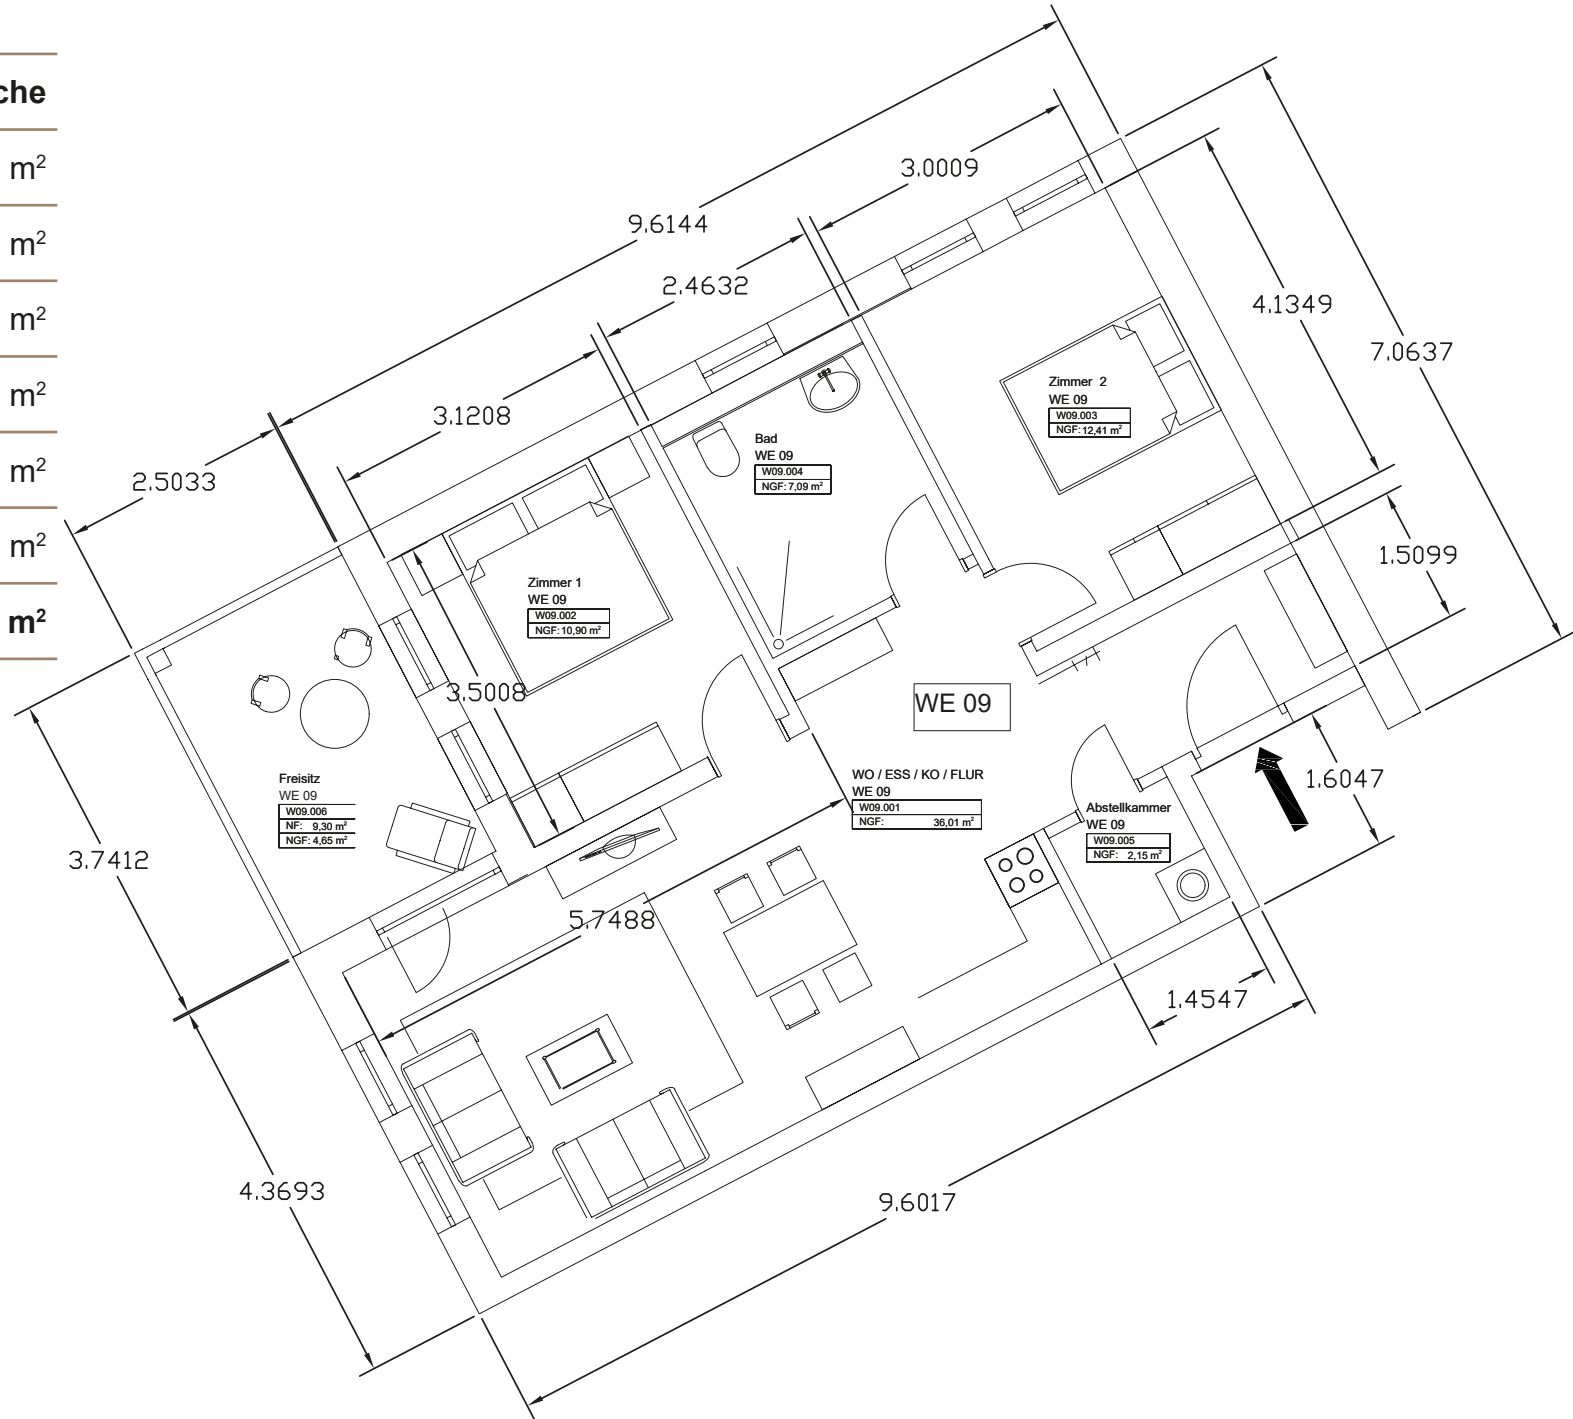 che
m²
m²
m²
m²
m²
m²
m²
9.6144
3.0009
2.4632
3.1208
2.5033
4.1349
7.0637
1.5099
1.6047
3.5008
5.7488
3.7412
4.3693
1.4547
9.6017
Zimmer 2
WE 09
W09.003
NGF: 12,41 m²
Bad
WE 09
W09.004
NGF: 7,09 m²
Zimmer 1
WE 09
W09.002
NGF: 10,90 m²
WE 09
Freisitz
WE 09
W09.006
NF: 9,30 m²
NGF: 4,65 m²
WO / ESS / KO / FLUR
WE 09
W09.001
NGF: 36,01 m²
Abstellkammer
WE 09
W09.005
NGF: 2,15 m²